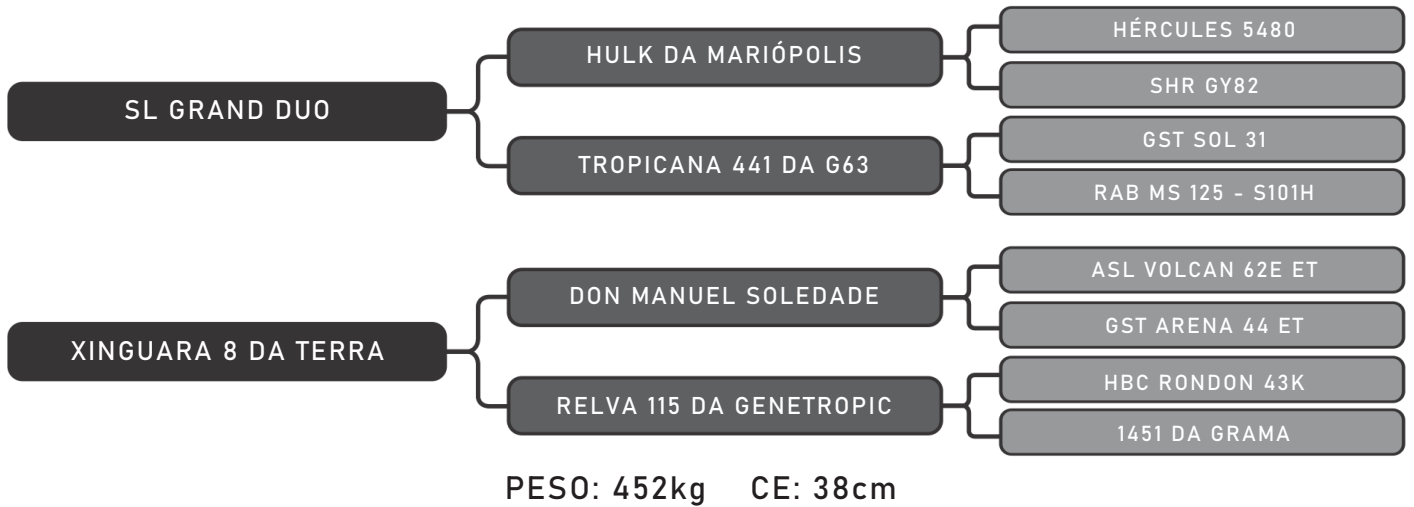 HÉRCULES 5480
HULK DA MARIÓPOLIS
SHR GY82
SL GRAND DUO
GST SOL 31
TROPICANA 441 DA G63
RAB MS 125 - S101H
ASL VOLCAN 62E ET
DON MANUEL SOLEDADE
GST ARENA 44 ET
XINGUARA 8 DA TERRA
HBC RONDON 43K
RELVA 115 DA GENETROPIC
1451 DA GRAMA
PESO: 452kg CE: 38cm